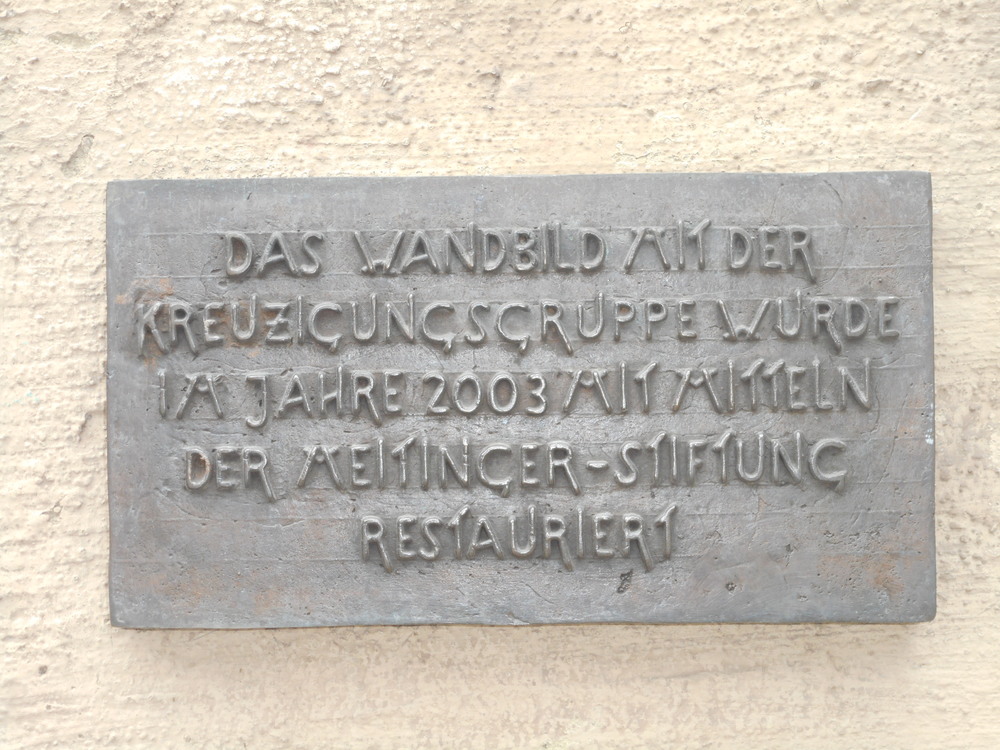 DAS WANDBILD MIT DER
KREUZIGUNGSGRUPPE WURDE
IM JAHRE 2003 MIT MITTELN
DER MEITINGER-STIFTUNG
RESTAURIERT